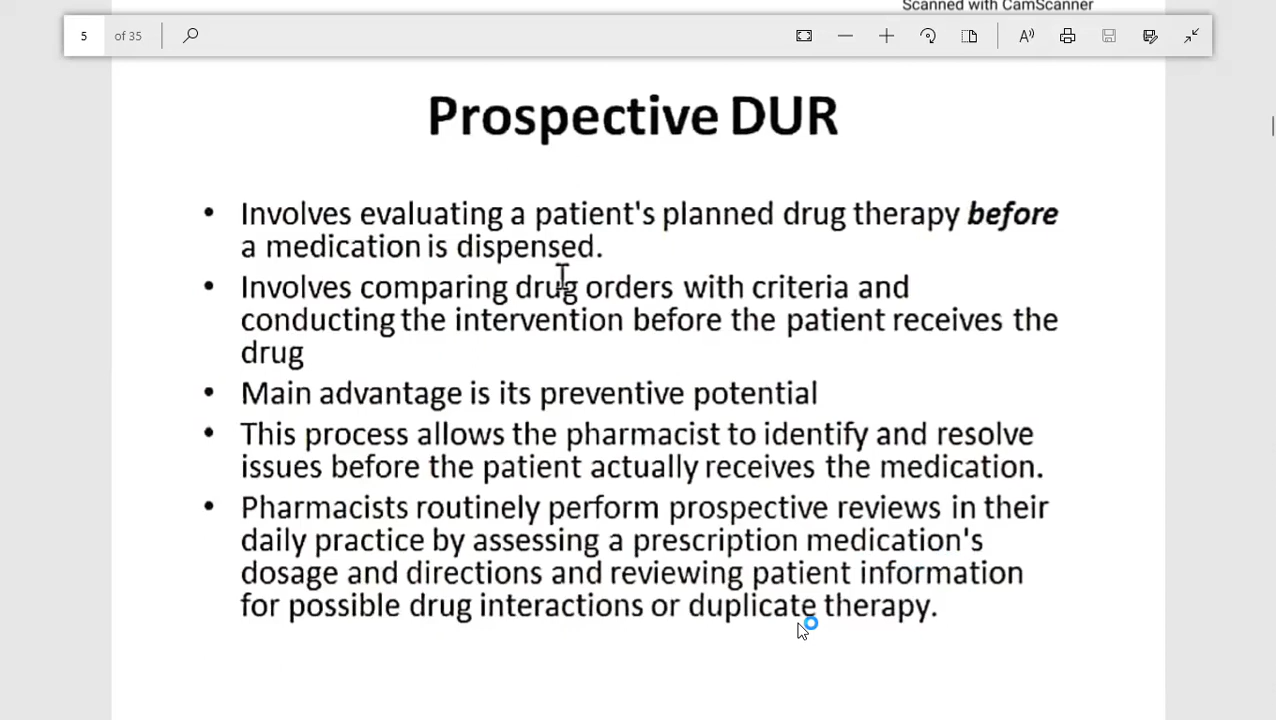 Scanned with CamScanner
5 of 35
Prospective DUR
• Involves evaluating a patient's planned drug therapy before
a medication is dispensed.
• Involves comparing drug orders with criteria and
conducting the intervention before the patient receives the
drug
• Main advantage is its preventive potential
• This process allows the pharmacist to identify and resolve
issues before the patient actually receives the medication.
• Pharmacists routinely perform prospective reviews in their
daily practice by assessing a prescription medication's
dosage and directions and reviewing patient information
for possible drug interactions or duplicate therapy.